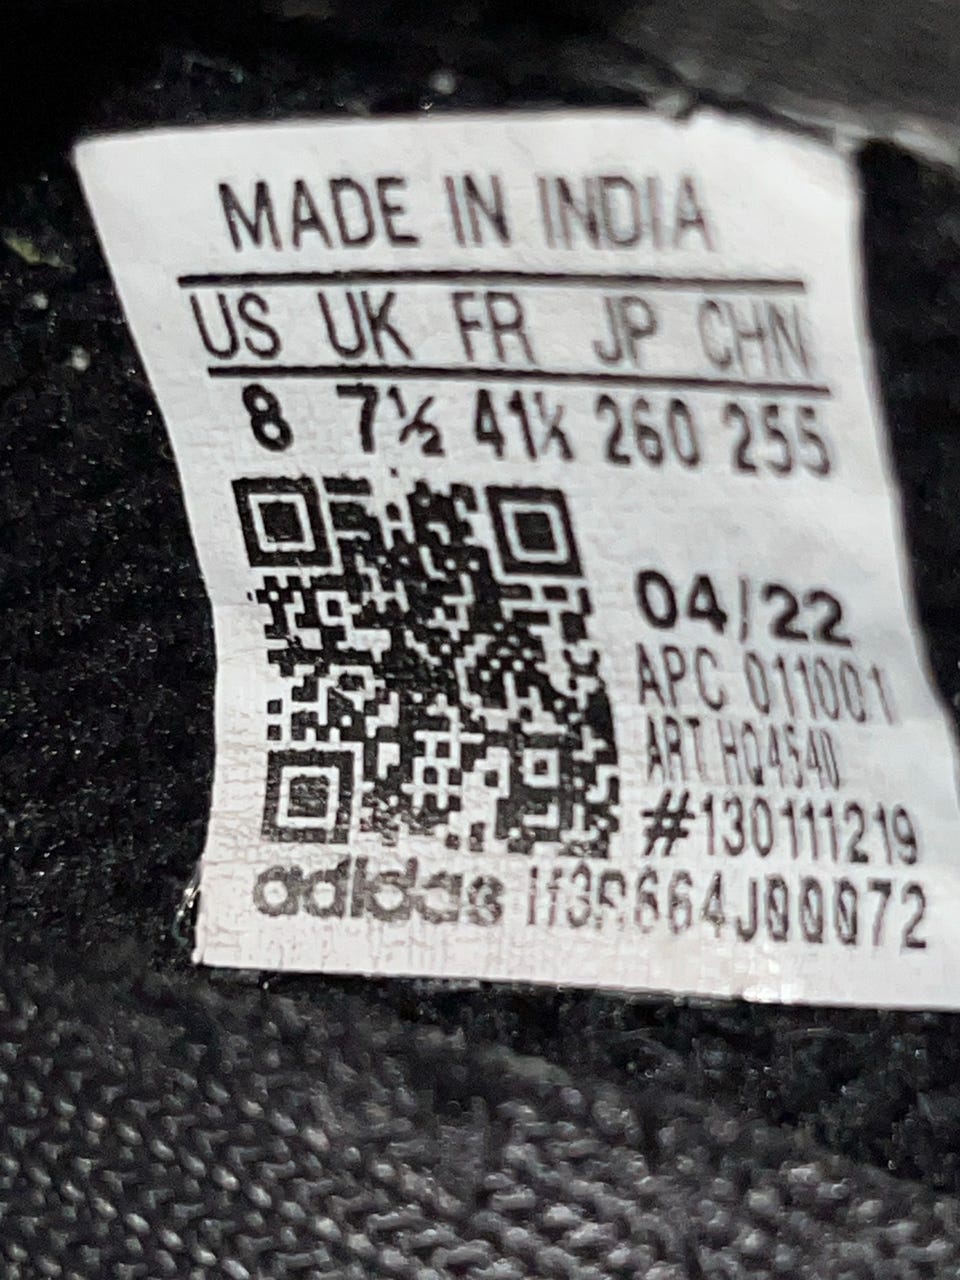 MADE IN INDIA
US UK FR JP CHN
8 7½ 41⅓ 260 255
04/22
APC 011001
ART HQ4540
#130111219
adidas